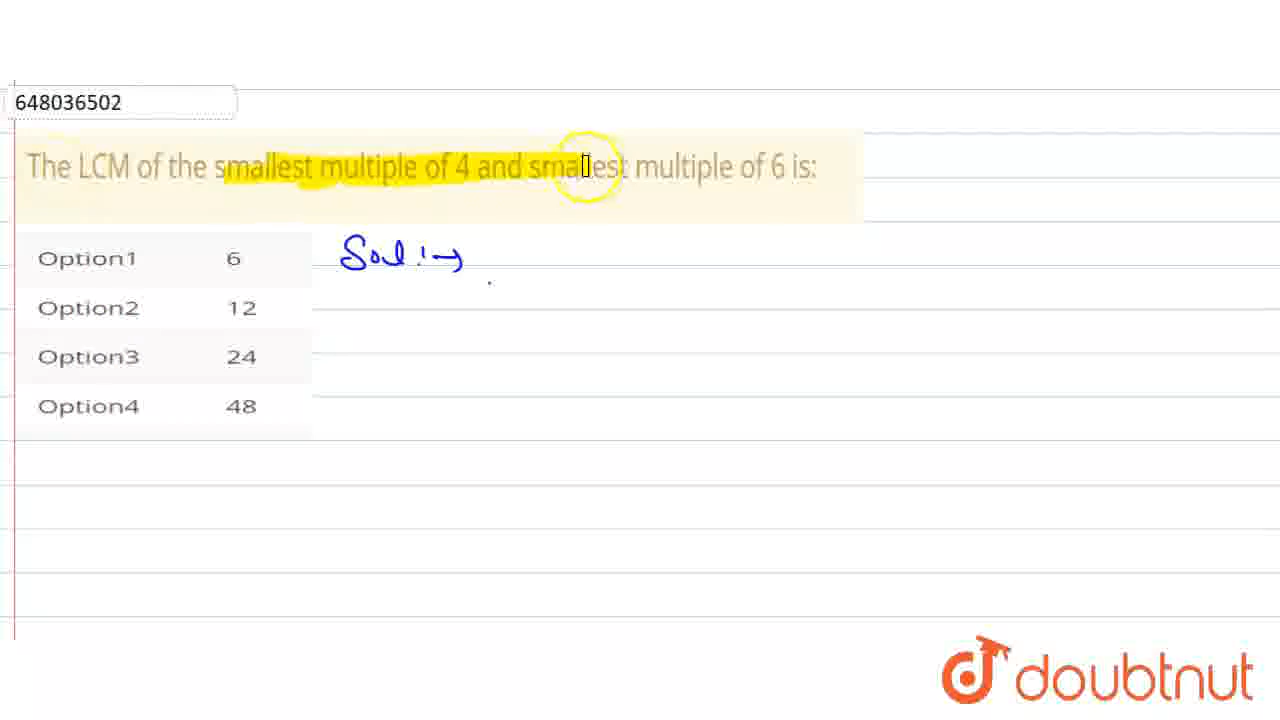 648036502
The LCM of the smallest multiple of 4 and smallest multiple of 6 is:
Option1 6
Sol:→
Option2 12
Option3 24
Option4 48
doubtnut